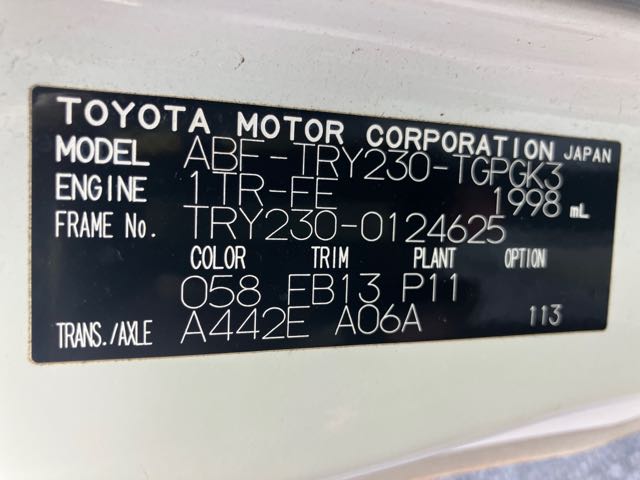 TOYOTA MOTOR CORPORATION JAPAN
MODEL ABF-TRY230-TGPGK3
ENGINE 1TR-FE 1998 mL
FRAME No. TRY230-0124625
COLOR TRIM PLANT OPTION
058 FB13 P11
TRANS./AXLE A442E A06A 113